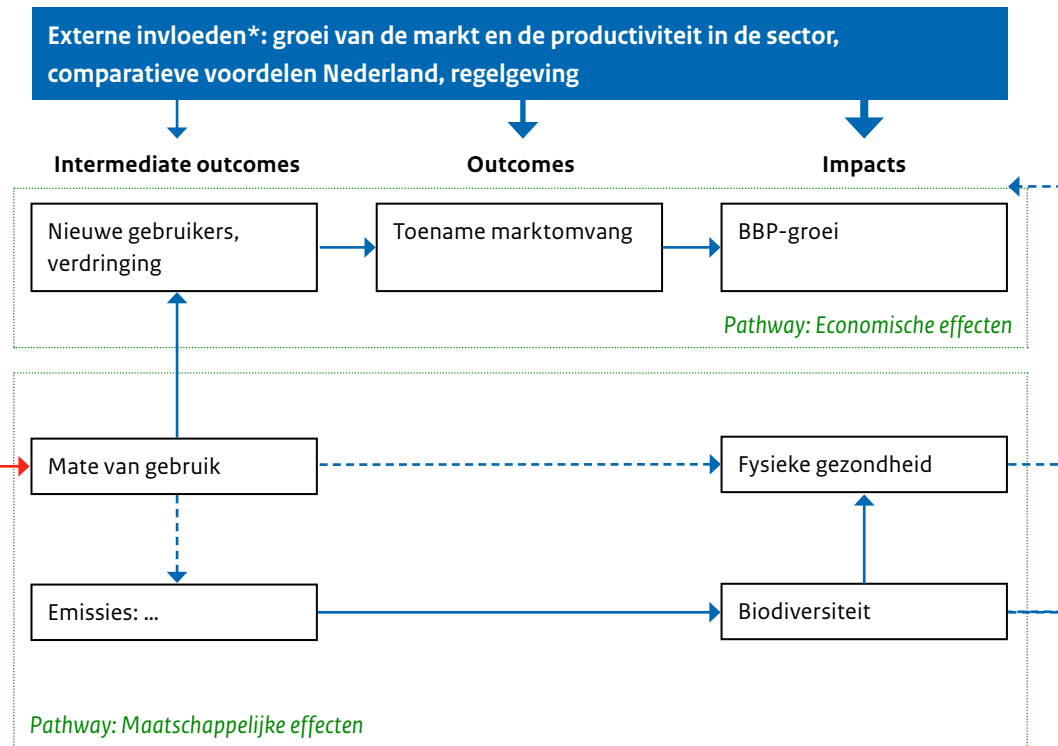 Externe invloeden*: groei van de markt en de productiviteit in de sector,
comparatieve voordelen Nederland, regelgeving
Intermediate outcomes
Outcomes
Impacts
Nieuwe gebruikers,
verdringing
Toename marktomvang
BBP-groei
Pathway: Economische effecten
Mate van gebruik
Fysieke gezondheid
Emissies: ...
Biodiversiteit
Pathway: Maatschappelijke effecten